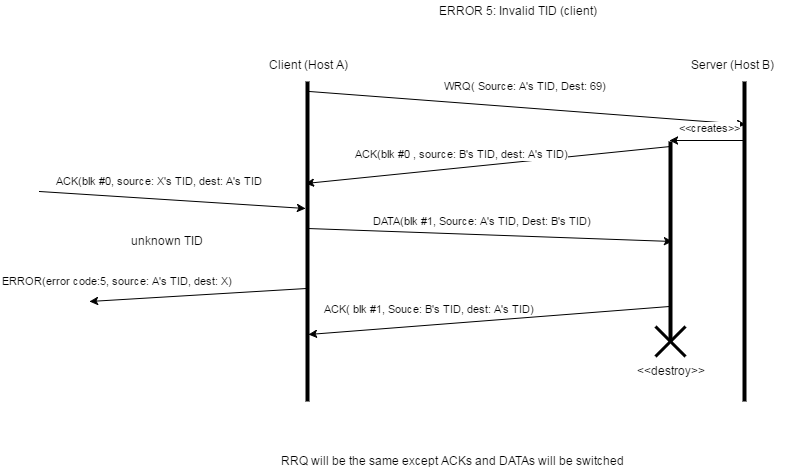 ERROR 5: Invalid TID (client)
Client (Host A)
Server (Host B)
WRQ( Source: A's TID, Dest: 69)
<<creates>>
ACK(blk #0 , source: B's TID, dest: A's TID)
ACK(blk #0, source: X's TID, dest: A's TID
DATA(blk #1, Source: A's TID, Dest: B's TID)
unknown TID
ERROR(error code:5, source: A's TID, dest: X)
ACK( blk #1, Souce: B's TID, dest: A's TID)
<<destroy>>
RRQ will be the same except ACKs and DATAs will be switched